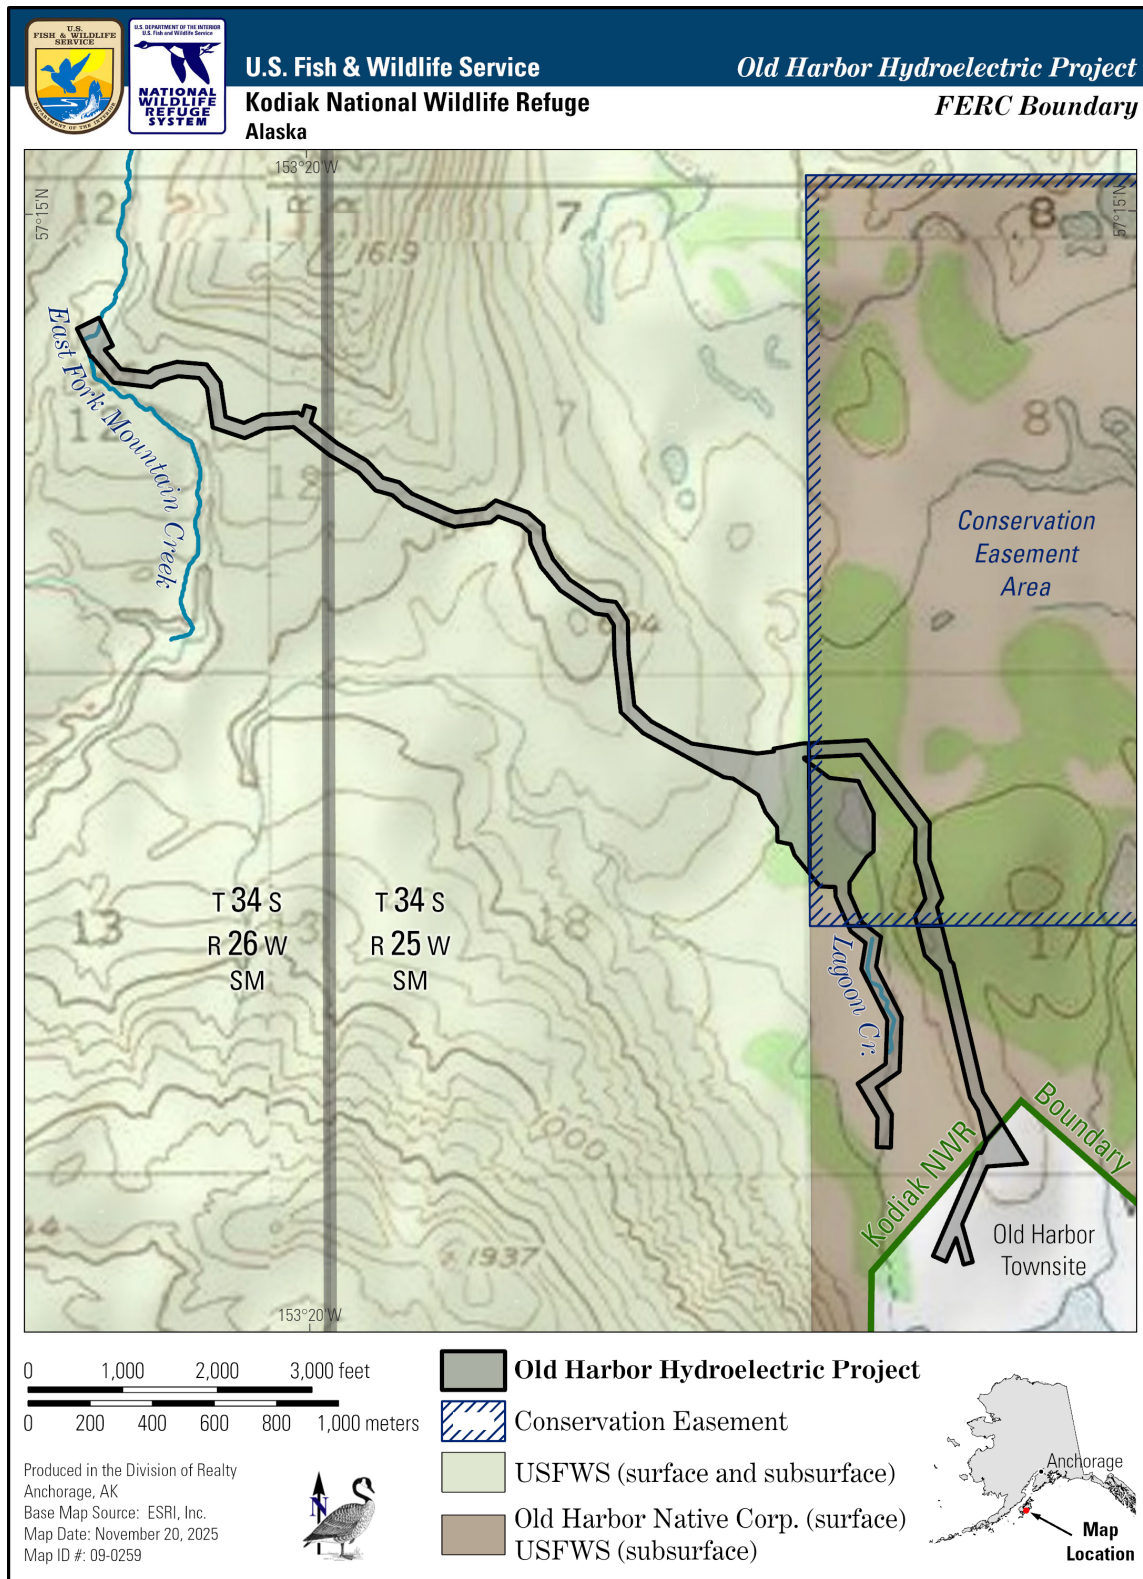 U.S.
FISH & WILDLIFE
SERVICE
DEPARTMENT OF THE INTERIOR
U.S. DEPARTMENT OF THE INTERIOR
U.S. Fish and Wildlife Service
NATIONAL
WILDLIFE
REFUGE
SYSTEM
U.S. Fish & Wildlife Service
Kodiak National Wildlife Refuge
Alaska
Old Harbor Hydroelectric Project
FERC Boundary
153°20'W
57°15'N
57°15'N
12
R
R
7
8
1619
East Fork Mountain Creek
12
7
8
Conservation
Easement
Area
T 34 S
R 26 W
SM
T 34 S
R 25 W
SM
13
18
Lagoon Cr.
1000
Kodiak NWR
Boundary
1937
Old Harbor
Townsite
153°20'W
0 1,000 2,000 3,000 feet
0 200 400 600 800 1,000 meters
Produced in the Division of Realty
Anchorage, AK
Base Map Source: ESRI, Inc.
Map Date: November 20, 2025
Map ID #: 09-0259
N
Old Harbor Hydroelectric Project
Conservation Easement
USFWS (surface and subsurface)
Old Harbor Native Corp. (surface)
USFWS (subsurface)
Anchorage
Map
Location